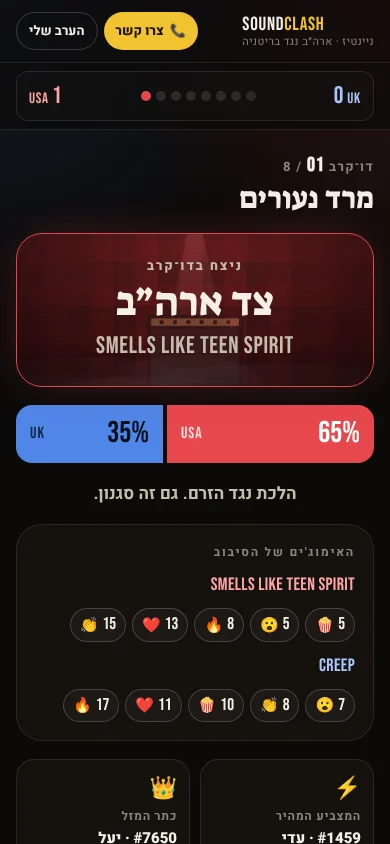 SOUNDCLASH
ניינטיז · ארה״ב נגד בריטניה
📞 צרו קשר
הערב שלי
0 UK
USA 1
דו־קרב 01 / 8
מרד נעורים
ניצח בדו־קרב
צד ארה״ב
SMELLS LIKE TEEN SPIRIT
USA 65%
UK 35%
הלכת נגד הזרם. גם זה סגנון.
האימוג'ים של הסיבוב
SMELLS LIKE TEEN SPIRIT
🍿 5 😮 5 🔥 8 ❤️ 13 👏 15
CREEP
😮 7 👏 8 🍿 10 ❤️ 11 🔥 17
⚡
המצביע המהיר
#1459 · עדי
👑
כתר המזל
#7650 · יעל